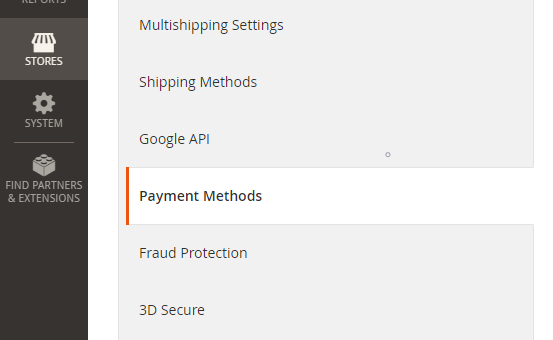 REPORTS
STORES
SYSTEM
FIND PARTNERS
& EXTENSIONS
Multishipping Settings
Shipping Methods
Google API
Payment Methods
Fraud Protection
3D Secure